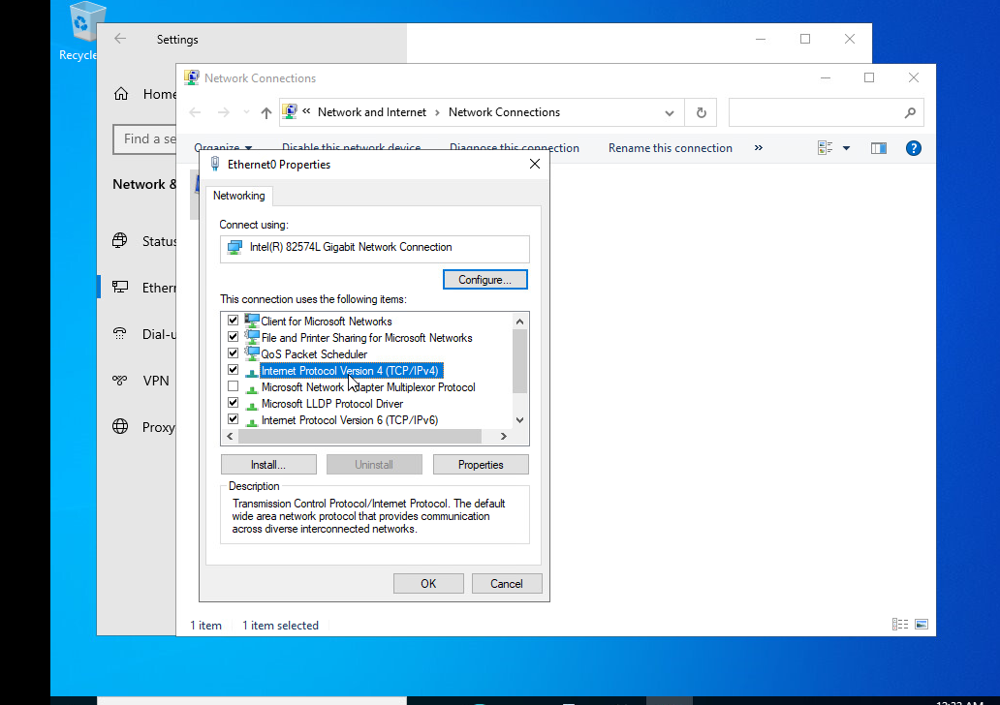 Recycle
Settings
Home
Find a se
Network &
Status
Ethern
Dial-u
VPN
Proxy
Network Connections
« Network and Internet › Network Connections
Organize
Disable this network device
Diagnose this connection
Rename this connection
»
Ethernet0 Properties
Networking
Connect using:
Intel(R) 82574L Gigabit Network Connection
Configure...
This connection uses the following items:
Client for Microsoft Networks
File and Printer Sharing for Microsoft Networks
QoS Packet Scheduler
Internet Protocol Version 4 (TCP/IPv4)
Microsoft Network Adapter Multiplexor Protocol
Microsoft LLDP Protocol Driver
Internet Protocol Version 6 (TCP/IPv6)
Install...
Uninstall
Properties
Description
Transmission Control Protocol/Internet Protocol. The default
wide area network protocol that provides communication
across diverse interconnected networks.
OK
Cancel
1 item
1 item selected